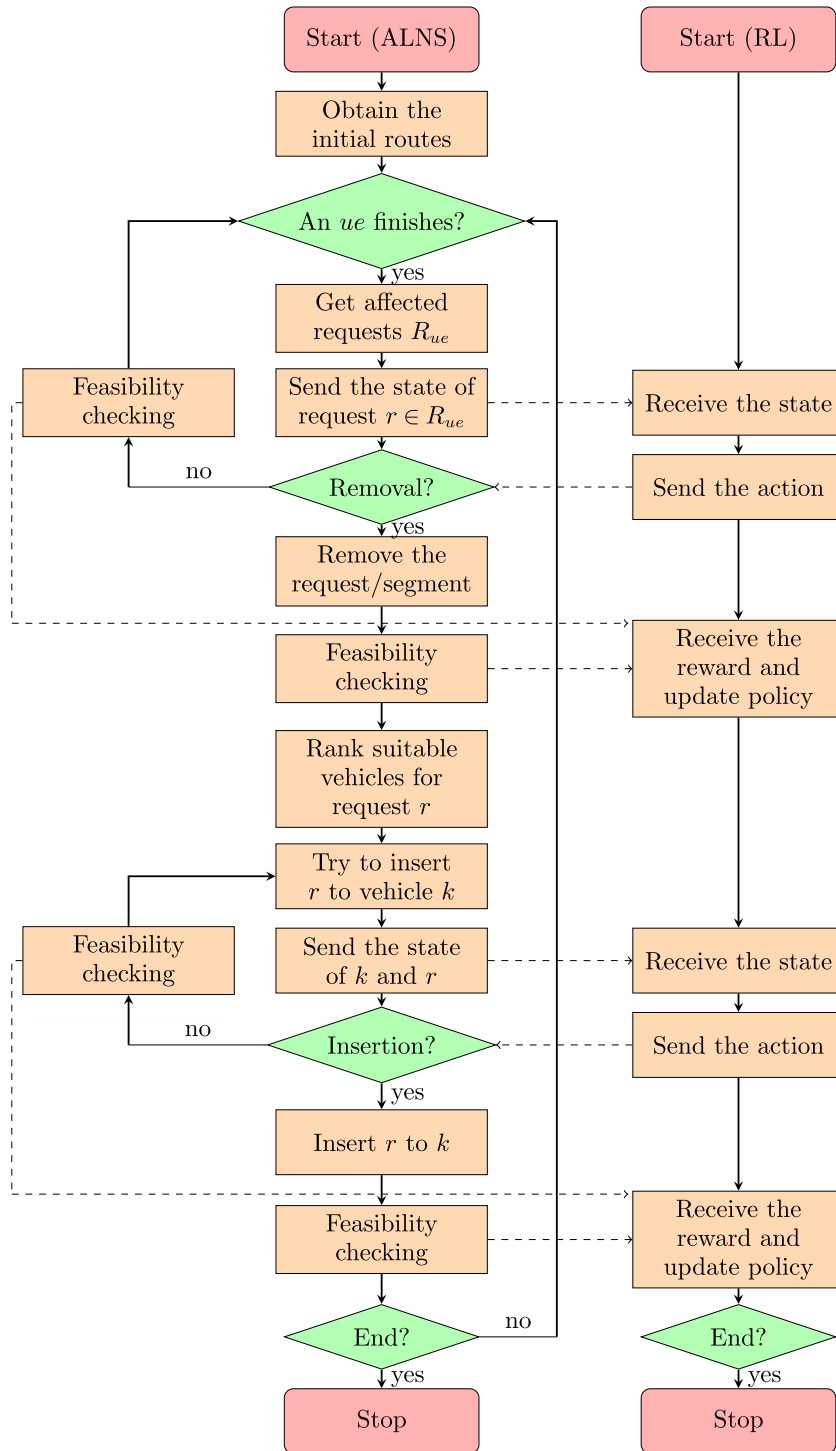 Start (ALNS)
Start (RL)
Obtain the
initial routes
An ue finishes?
yes
Get affected
requests R_ue
Feasibility
checking
Send the state of
request r ∈ R_ue
Receive the state
no
Removal?
Send the action
yes
Remove the
request/segment
Feasibility
checking
Receive the
reward and
update policy
Rank suitable
vehicles for
request r
Try to insert
r to vehicle k
Feasibility
checking
Send the state
of k and r
Receive the state
no
Insertion?
Send the action
yes
Insert r to k
Feasibility
checking
Receive the
reward and
update policy
End?
no
End?
yes
yes
Stop
Stop